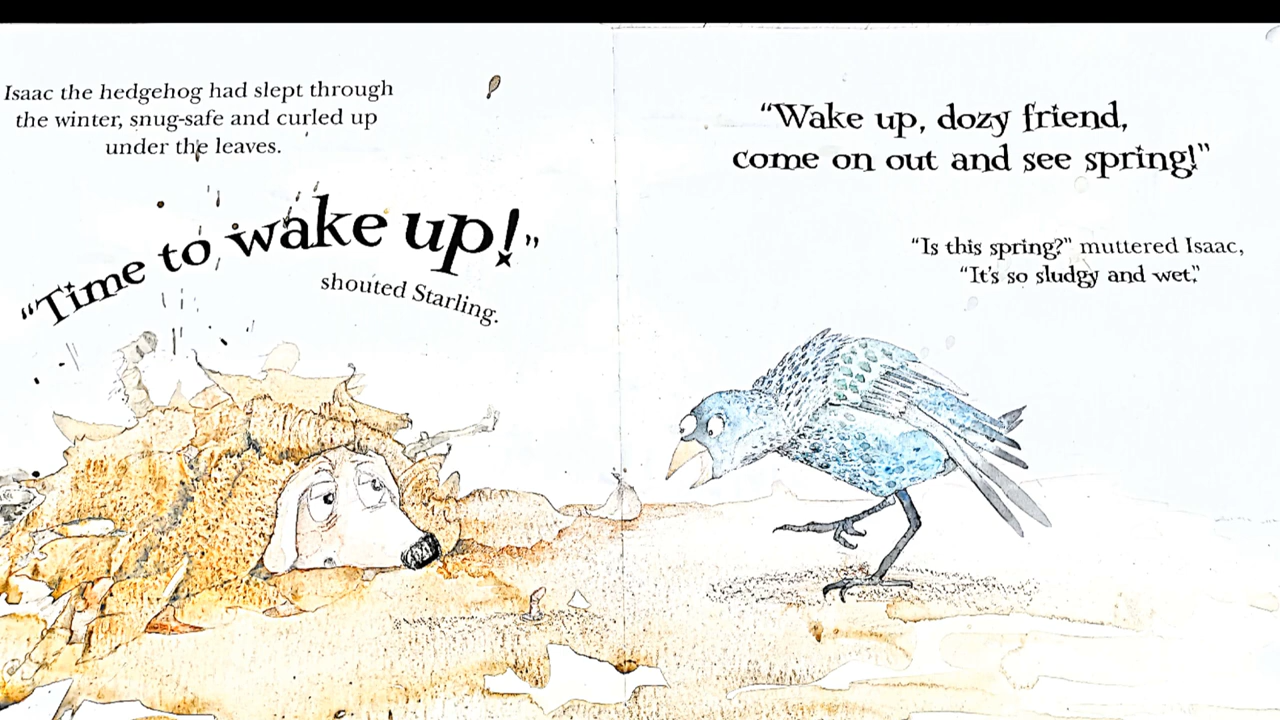 Isaac the hedgehog had slept through
the winter, snug-safe and curled up
under the leaves.
“Time to wake up!”
shouted Starling.
“Wake up, dozy friend,
come on out and see spring!”
“Is this spring?” muttered Isaac,
“It’s so sludgy and wet,”